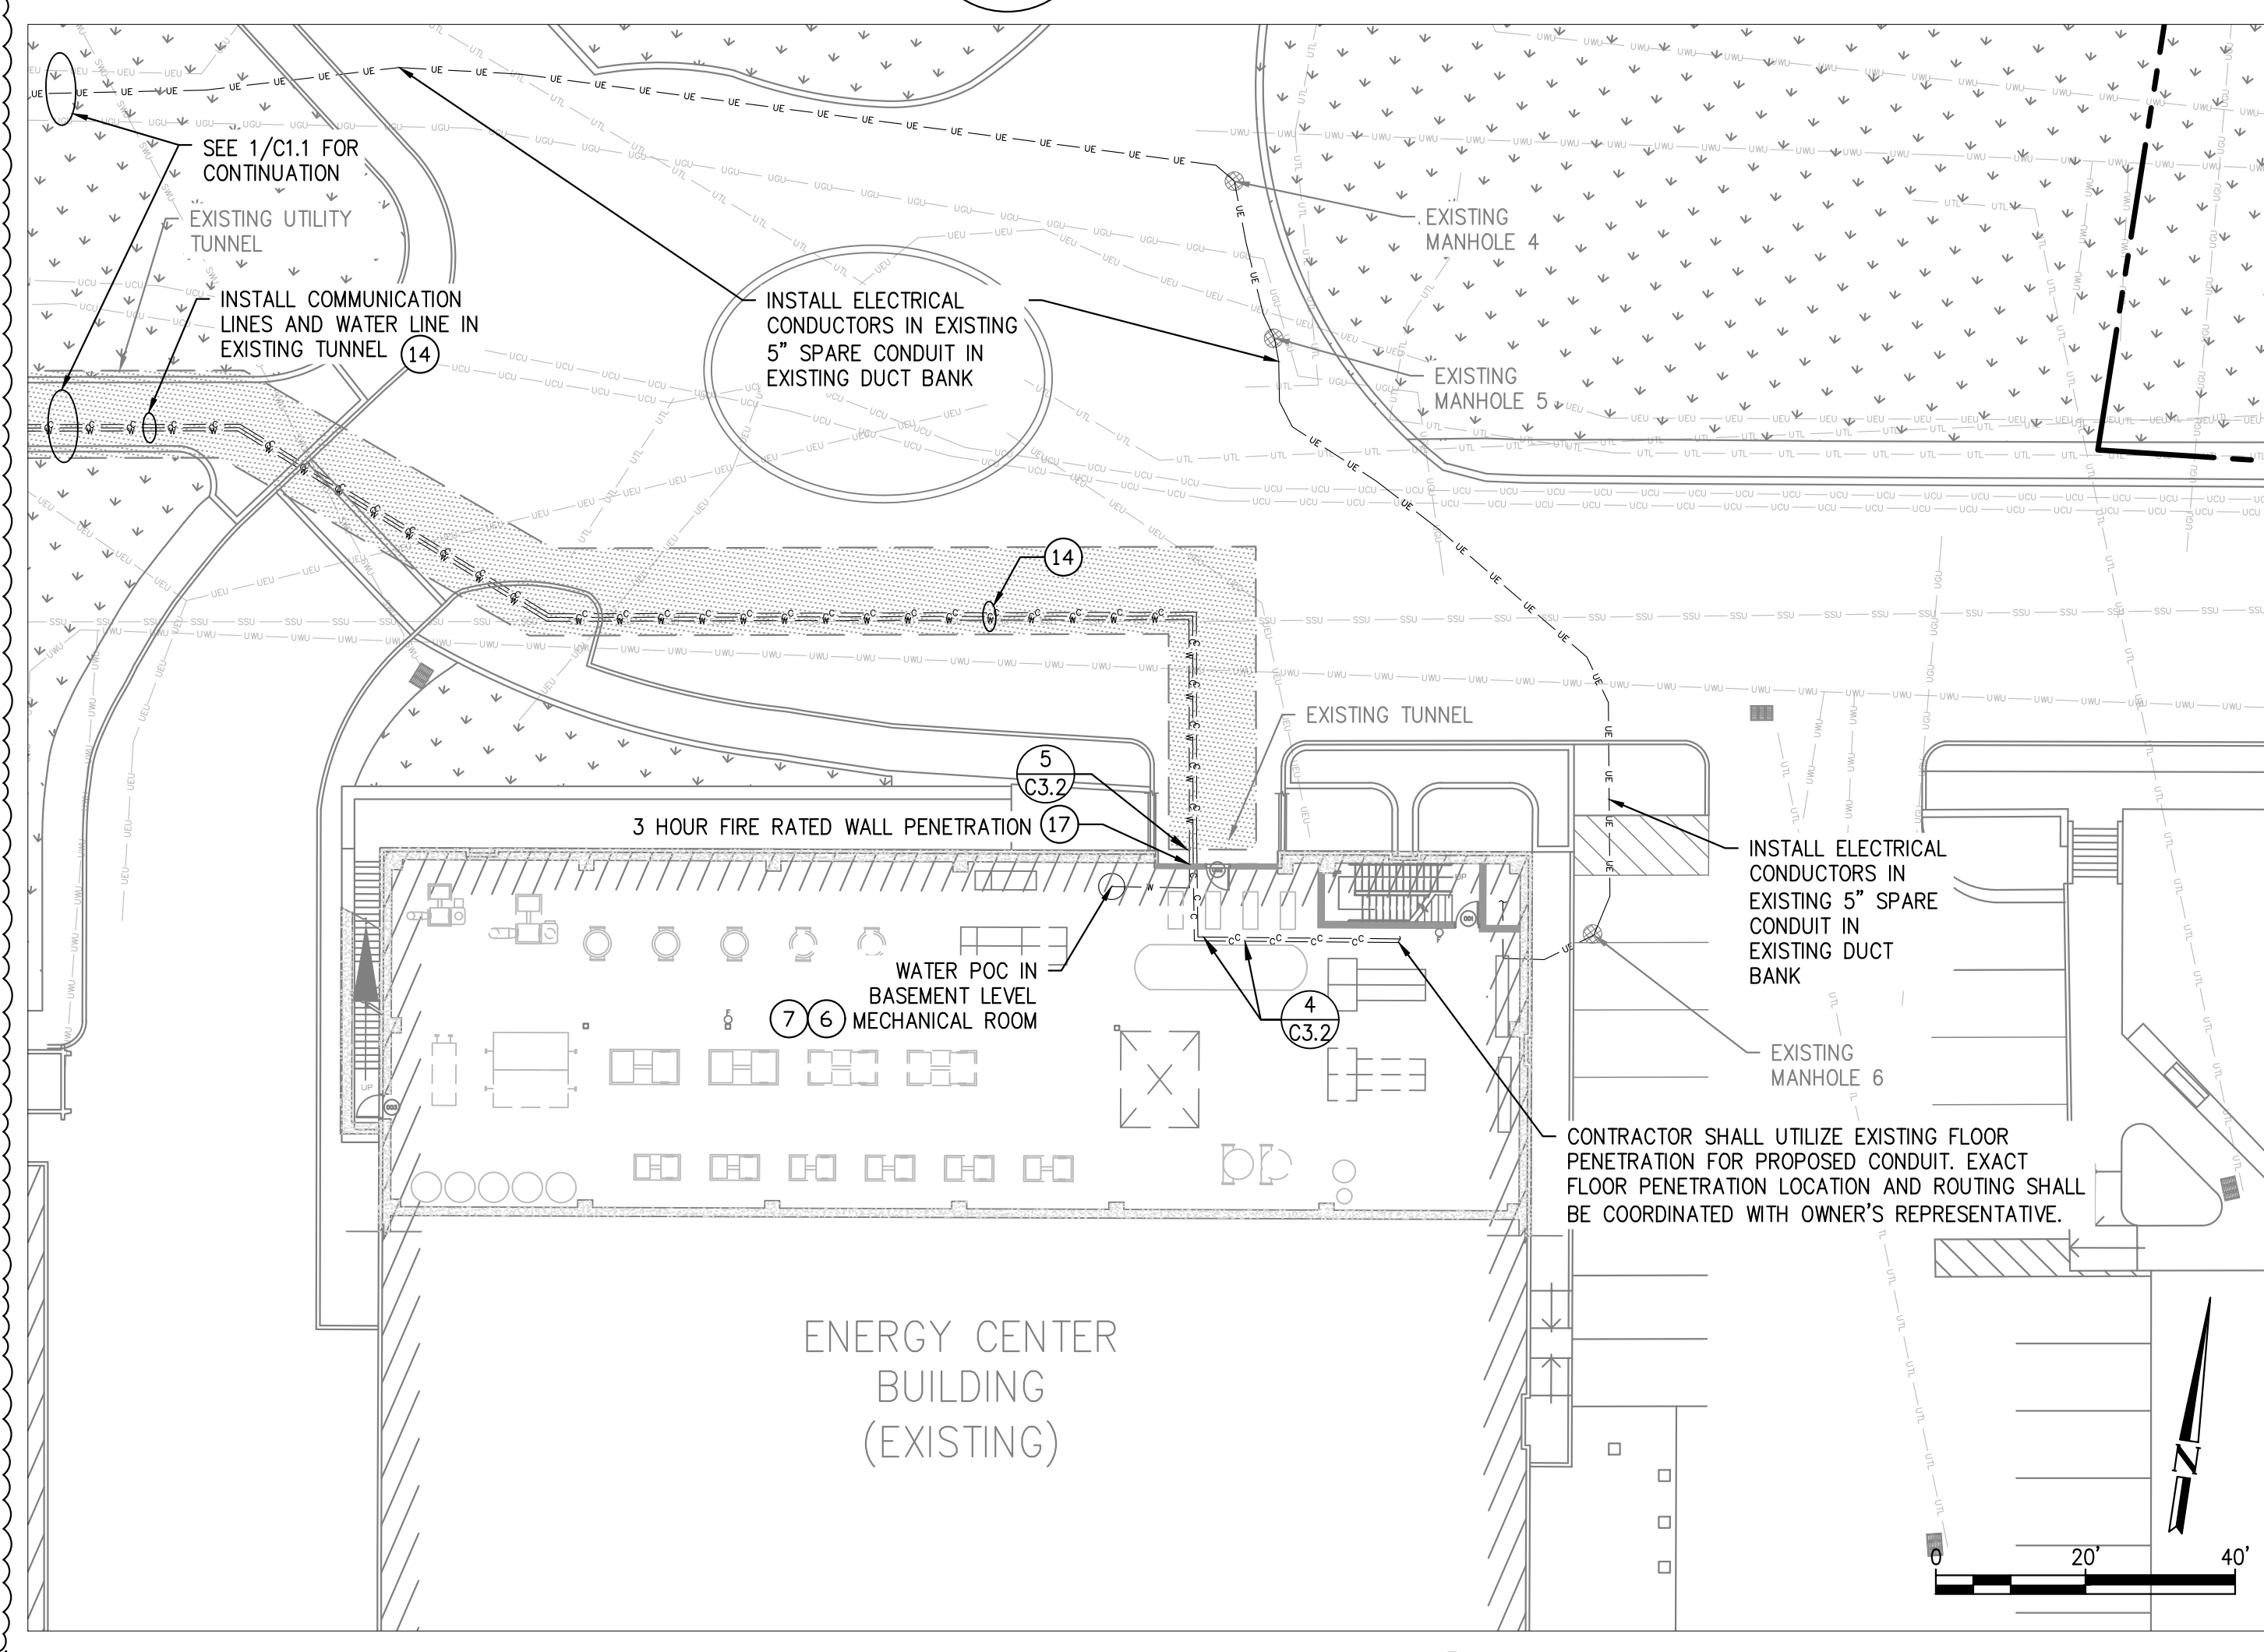 SEE 1/C1.1 FOR
CONTINUATION
EXISTING UTILITY
TUNNEL
INSTALL COMMUNICATION
LINES AND WATER LINE IN
EXISTING TUNNEL 14
INSTALL ELECTRICAL
CONDUCTORS IN EXISTING
5" SPARE CONDUIT IN
EXISTING DUCT BANK
EXISTING
MANHOLE 4
EXISTING
MANHOLE 5
14
EXISTING TUNNEL
5
C3.2
3 HOUR FIRE RATED WALL PENETRATION 17
INSTALL ELECTRICAL
CONDUCTORS IN
EXISTING 5" SPARE
CONDUIT IN
EXISTING DUCT
BANK
WATER POC IN
BASEMENT LEVEL
7 6 MECHANICAL ROOM
4
C3.2
UP
001
UP
003
EXISTING
MANHOLE 6
CONTRACTOR SHALL UTILIZE EXISTING FLOOR
PENETRATION FOR PROPOSED CONDUIT. EXACT
FLOOR PENETRATION LOCATION AND ROUTING SHALL
BE COORDINATED WITH OWNER'S REPRESENTATIVE.
ENERGY CENTER
BUILDING
(EXISTING)
N
0 20' 40'